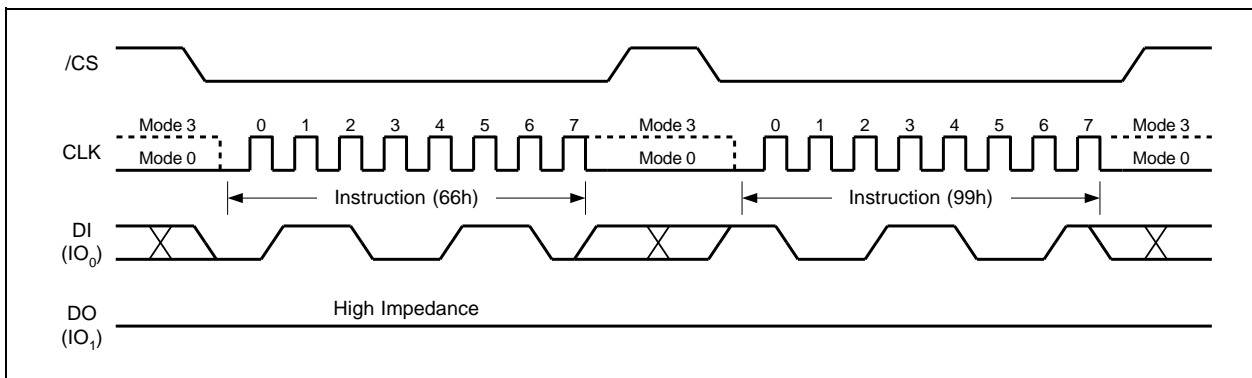 /CS
Mode 3 0 1 2 3 4 5 6 7 Mode 3 0 1 2 3 4 5 6 7 Mode 3
CLK Mode 0 Mode 0 Mode 0
Instruction (66h) Instruction (99h)
DI
(IO0)
High Impedance
DO
(IO1)